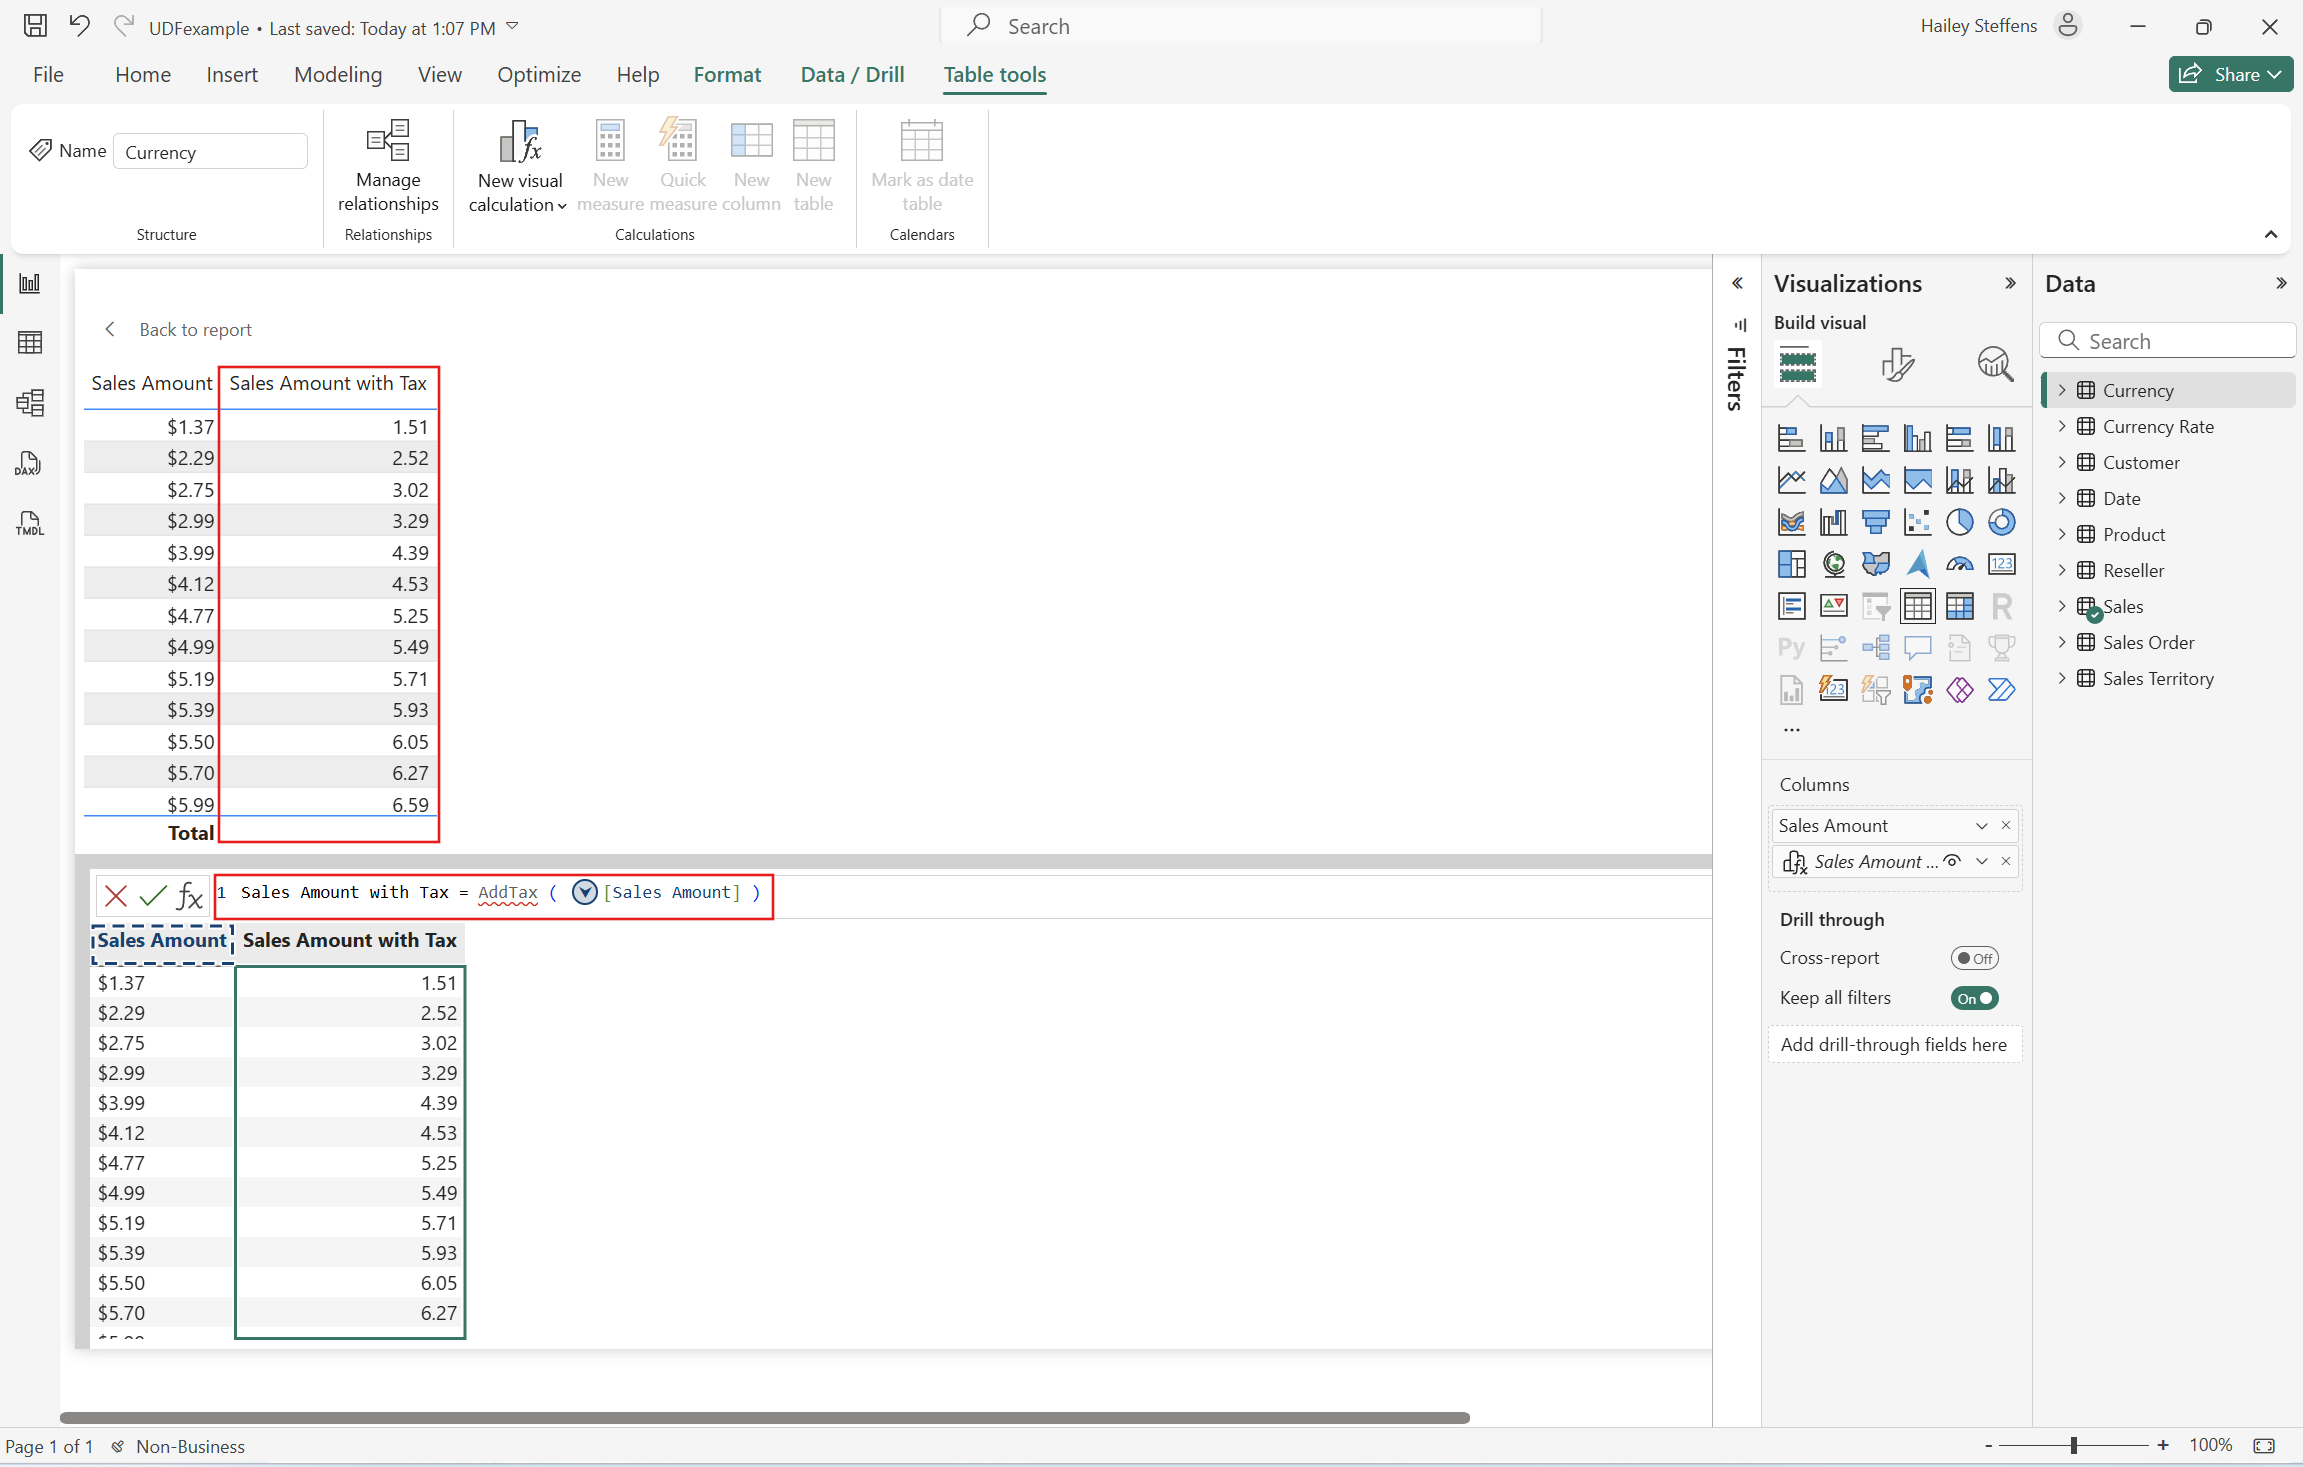 UDFexample • Last saved: Today at 1:07 PM
Search
Hailey Steffens
File Home Insert Modeling View Optimize Help Format Data / Drill Table tools
Share
Name Currency
Structure
Manage relationships
Relationships
New visual calculation
New measure
Quick measure
New column
New table
Calculations
Mark as date table
Calendars
DAX
TMDL
Back to report
Sales Amount Sales Amount with Tax
$1.37 1.51
$2.29 2.52
$2.75 3.02
$2.99 3.29
$3.99 4.39
$4.12 4.53
$4.77 5.25
$4.99 5.49
$5.19 5.71
$5.39 5.93
$5.50 6.05
$5.70 6.27
$5.99 6.59
Total
fx 1 Sales Amount with Tax = AddTax ( [Sales Amount] )
Sales Amount Sales Amount with Tax
$1.37 1.51
$2.29 2.52
$2.75 3.02
$2.99 3.29
$3.99 4.39
$4.12 4.53
$4.77 5.25
$4.99 5.49
$5.19 5.71
$5.39 5.93
$5.50 6.05
$5.70 6.27
Filters
Visualizations
Build visual
123
R
Py
123
...
Columns
Sales Amount
Sales Amount ...
Drill through
Cross-report Off
Keep all filters On
Add drill-through fields here
Data
Search
Currency
Currency Rate
Customer
Date
Product
Reseller
Sales
Sales Order
Sales Territory
Page 1 of 1 Non-Business
- + 100%